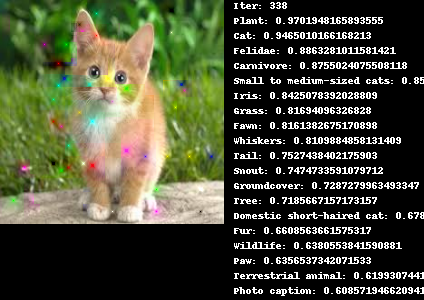 Iter: 338
Plant: 0.9701948165893555
Cat: 0.9465010166168213
Felidae: 0.8863281011581421
Carnivore: 0.8755024075508118
Small to medium-sized cats: 0.85
Iris: 0.8425078392028809
Grass: 0.81694096326828
Fawn: 0.8161382675170898
Whiskers: 0.8109884858131409
Tail: 0.7527438402175903
Snout: 0.7474733591079712
Groundcover: 0.7287279963493347
Tree: 0.7185667157173157
Domestic short-haired cat: 0.678
Fur: 0.6608563661575317
Wildlife: 0.6380553841590881
Paw: 0.6356537342071533
Terrestrial animal: 0.6199307441
Photo caption: 0.608571946620941